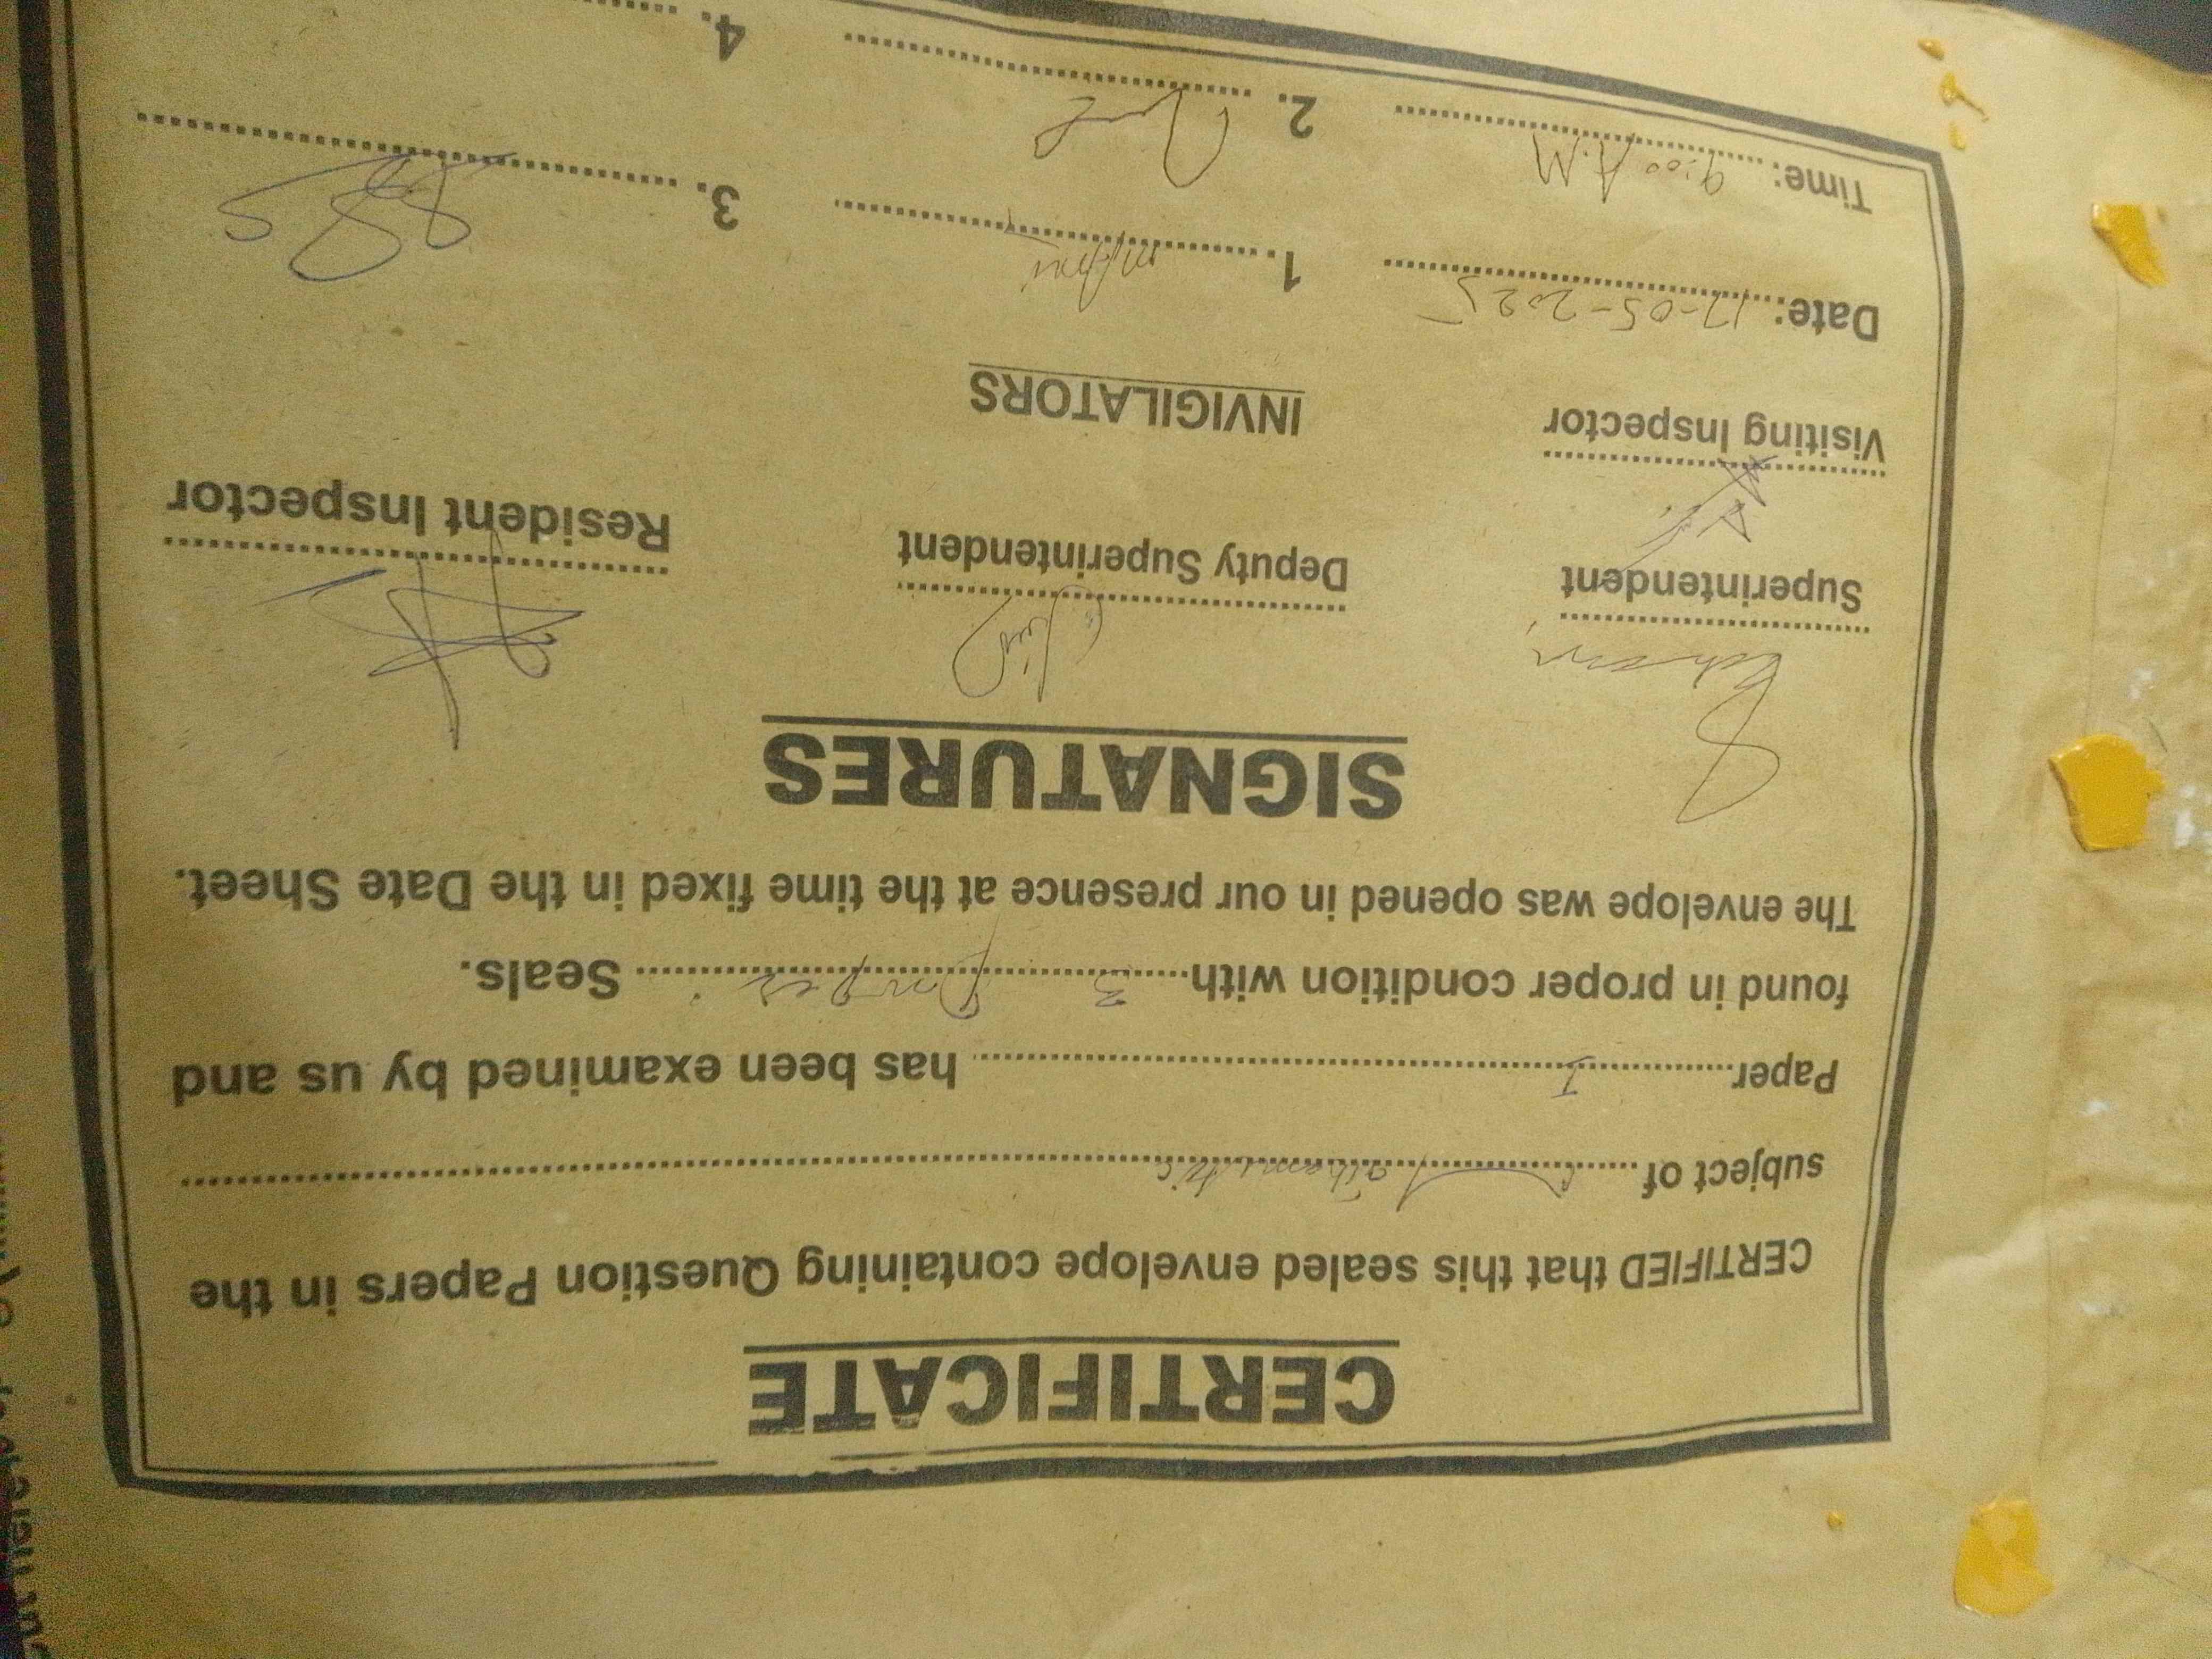 CERTIFICATE
CERTIFIED that this sealed envelope containing Question Papers in the
subject of ........................................
Paper........ I ........ has been examined by us and
found in proper condition with...... 3 ...... Seals.
The envelope was opened in our presence at the time fixed in the Date Sheet.
SIGNATURES
Superintendent
Deputy Superintendent
Resident Inspector
Visiting Inspector
INVIGILATORS
Date: 17-05-2025
1.
3.
Time: 9:00 A.M
2.
4.